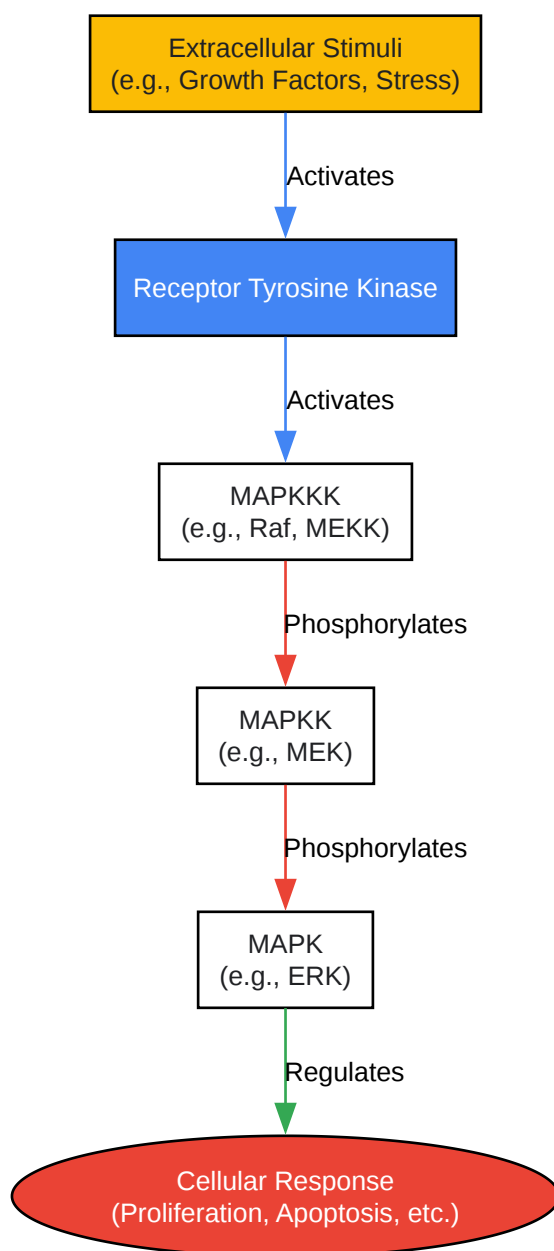 Extracellular Stimuli
(e.g., Growth Factors, Stress)
Activates
Receptor Tyrosine Kinase
Activates
MAPKKK
(e.g., Raf, MEKK)
Phosphorylates
MAPKK
(e.g., MEK)
Phosphorylates
MAPK
(e.g., ERK)
Regulates
Cellular Response
(Proliferation, Apoptosis, etc.)